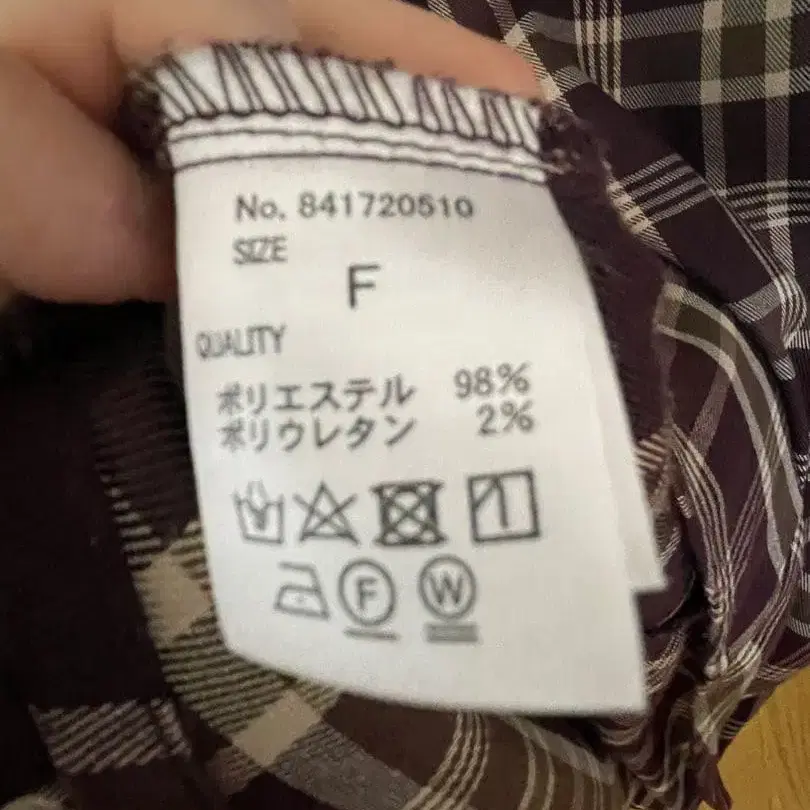 No. 841720510
SIZE
F
QUALITY
ポリエステル 98%
ポリウレタン 2%
F W